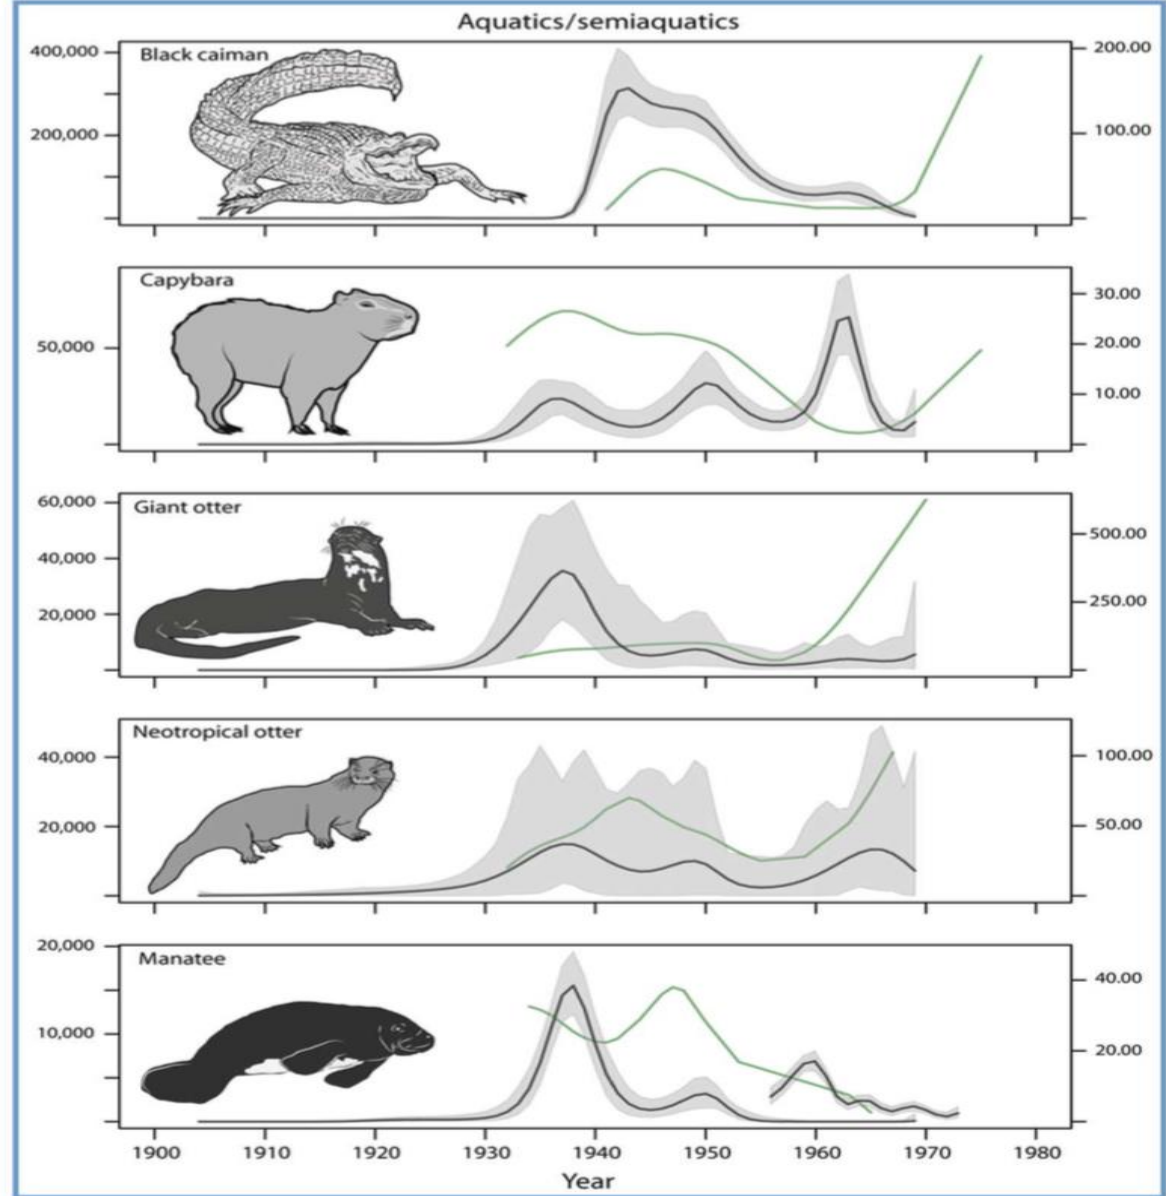 Aquatics/semiaquatics
Black caiman
400,000
200,000
200.00
100.00
Capybara
50,000
30.00
20.00
10.00
Giant otter
60,000
40,000
20,000
500.00
250.00
Neotropical otter
40,000
20,000
100.00
50.00
Manatee
20,000
10,000
40.00
20.00
1900 1910 1920 1930 1940 1950 1960 1970 1980
Year